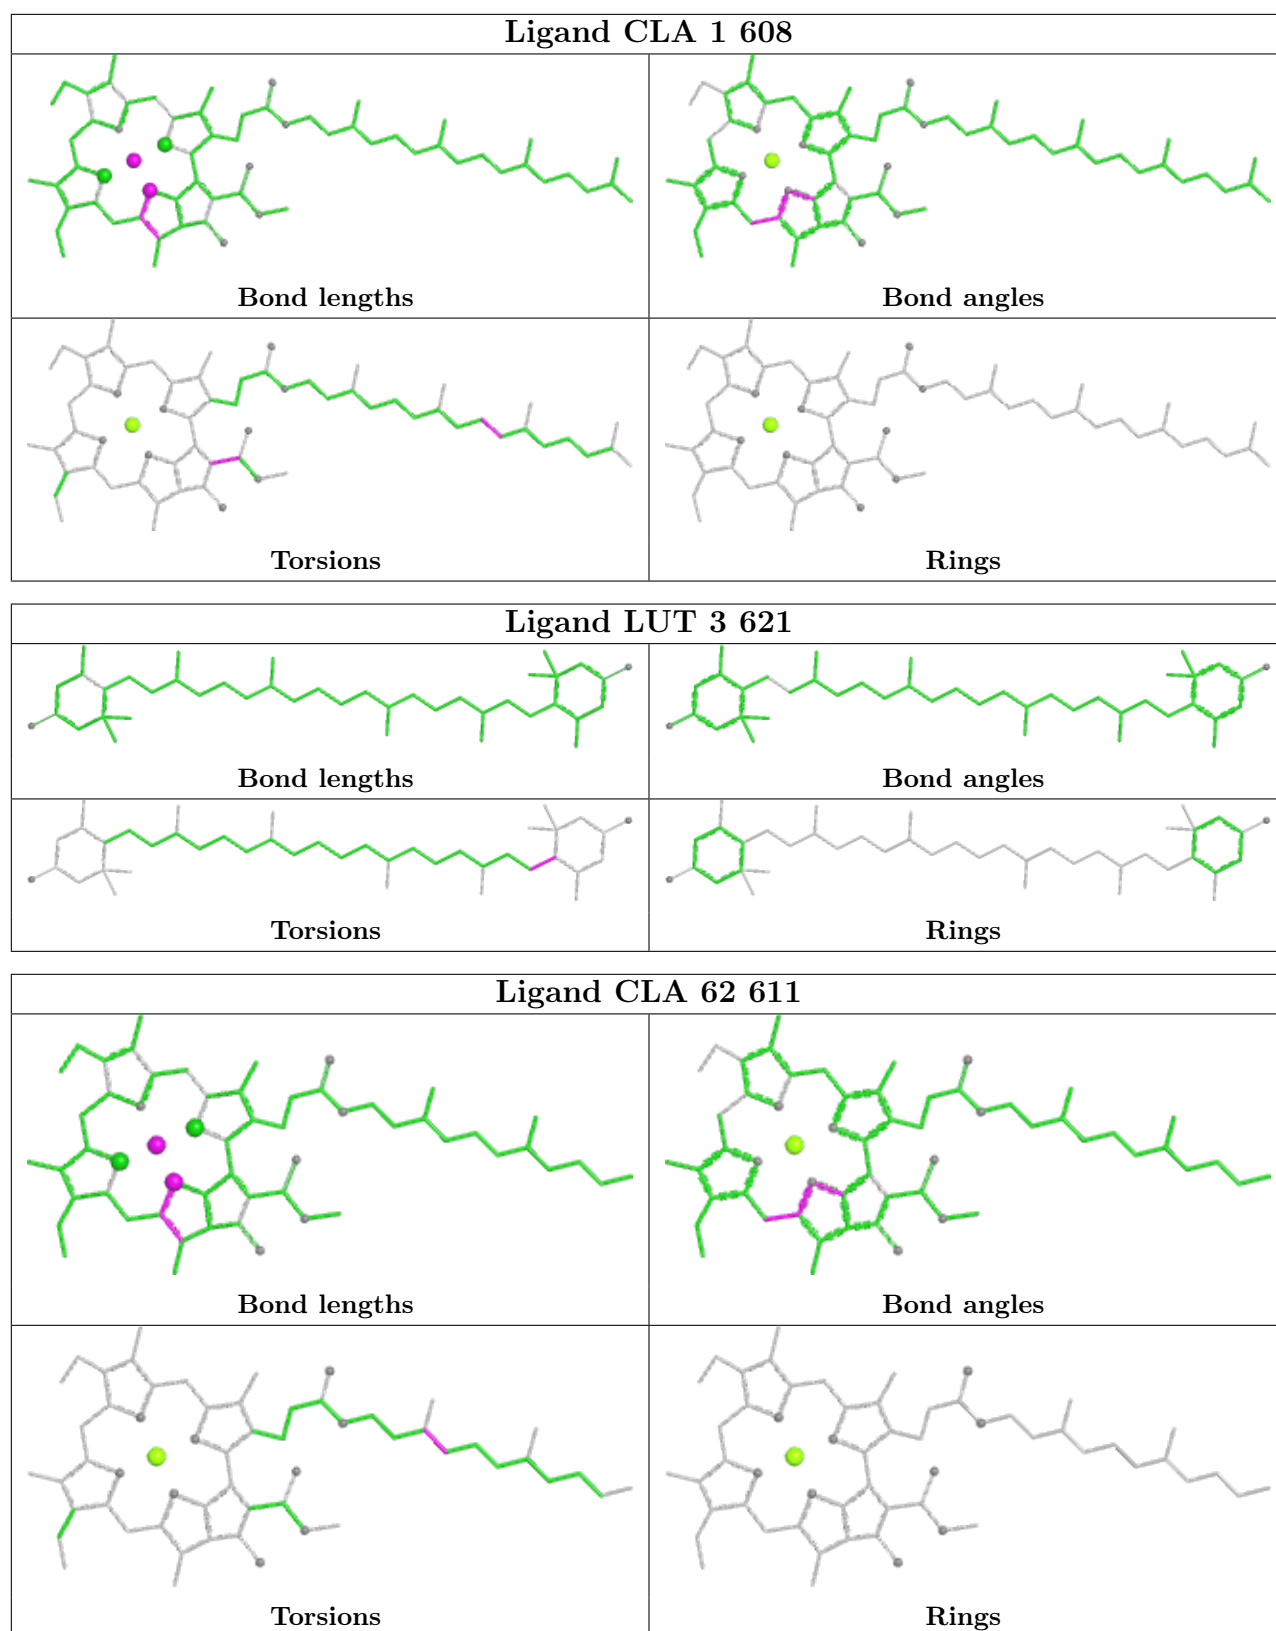 Ligand CLA 1 608
Bond lengths
Bond angles
Torsions
Rings
Ligand LUT 3 621
Bond lengths
Bond angles
Torsions
Rings
Ligand CLA 62 611
Bond lengths
Bond angles
Torsions
Rings